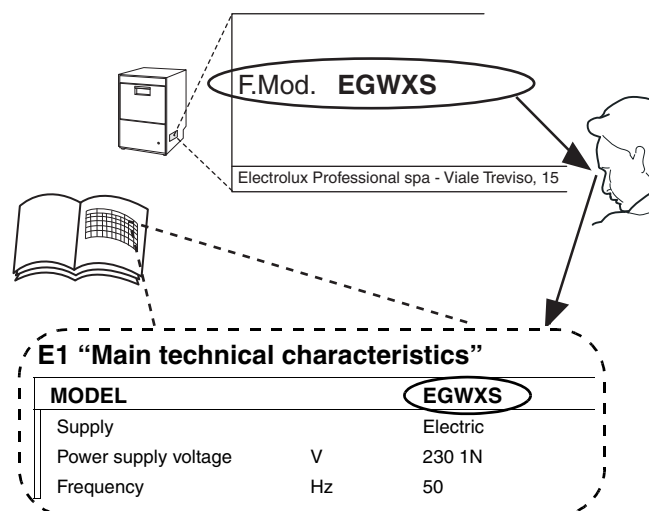 F.Mod. EGWXS
Electrolux Professional spa - Viale Treviso, 15
E1 “Main technical characteristics”
MODEL EGWXS
Supply Electric
Power supply voltage V 230 1N
Frequency Hz 50